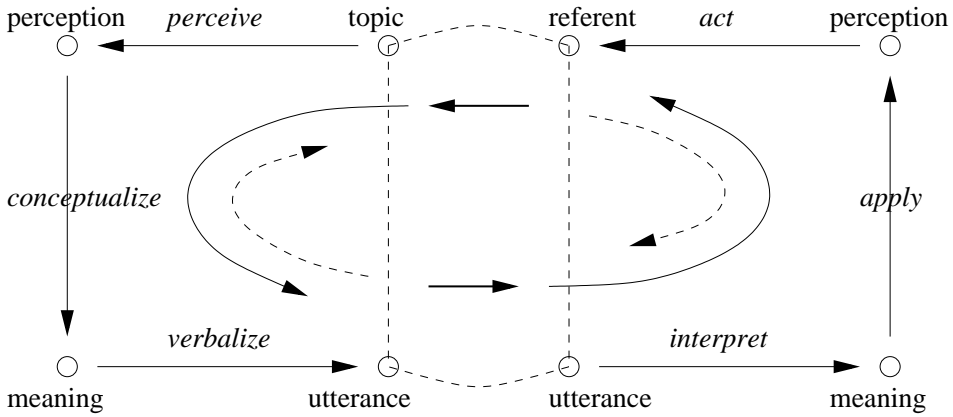 perception perceive topic referent act perception
conceptualize apply
verbalize interpret
meaning utterance utterance meaning